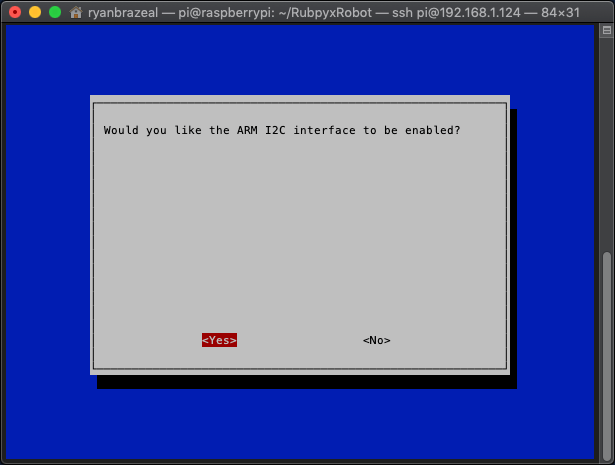 ryanbrazeal — pi@raspberrypi: ~/RubpyxRobot — ssh pi@192.168.1.124 — 84×31
Would you like the ARM I2C interface to be enabled?
<Yes> <No>